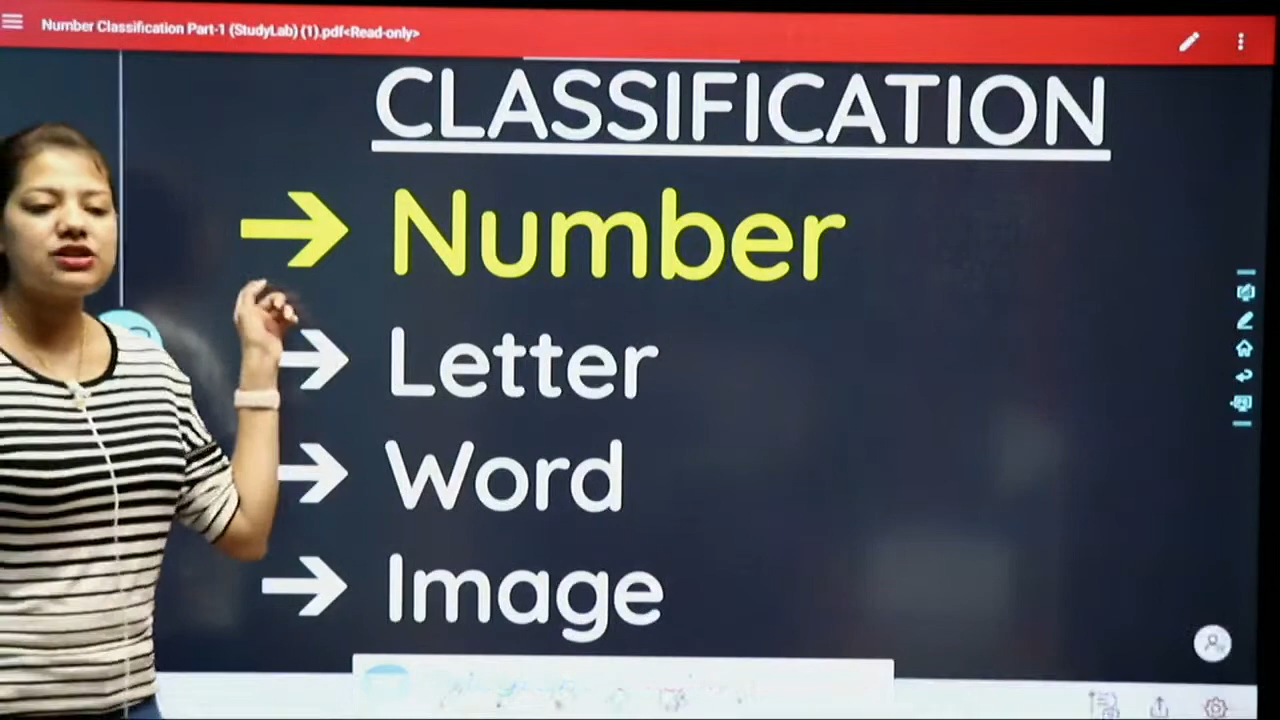 Number Classification Part-1 (StudyLab) (1).pdf<Read-only>
CLASSIFICATION
→ Number
→ Letter
→ Word
→ Image